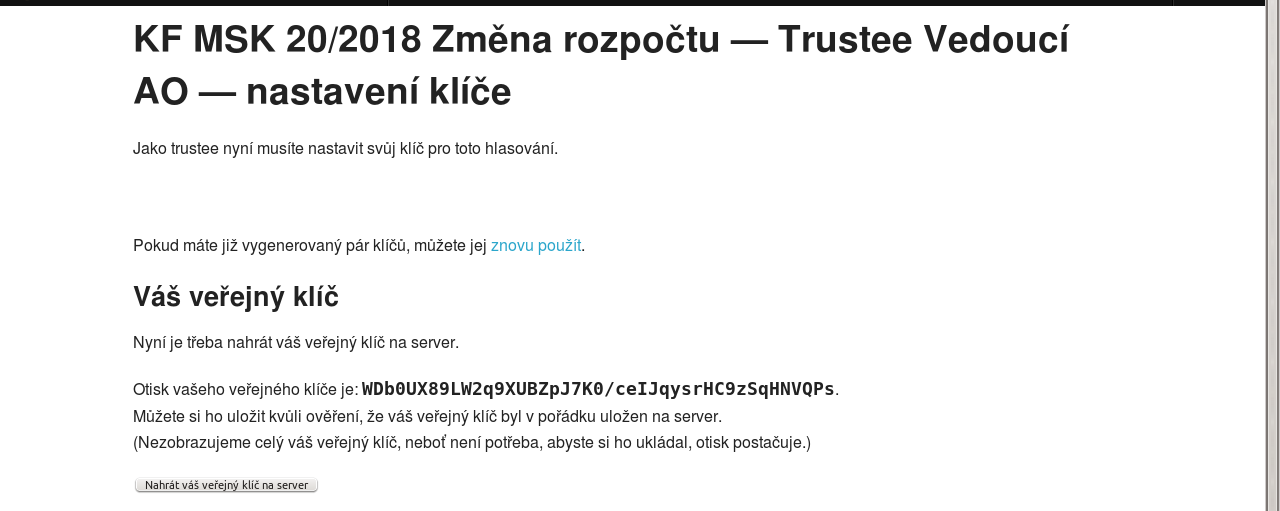 KF MSK 20/2018 Změna rozpočtu — Trustee Vedoucí
AO — nastavení klíče
Jako trustee nyní musíte nastavit svůj klíč pro toto hlasování.
Pokud máte již vygenerovaný pár klíčů, můžete jej znovu použít.
Váš veřejný klíč
Nyní je třeba nahrát váš veřejný klíč na server.
Otisk vašeho veřejného klíče je: WDb0UX89LW2q9XUBZpJ7K0/ceIJqysrHC9zSqHNVQPs.
Můžete si ho uložit kvůli ověření, že váš veřejný klíč byl v pořádku uložen na server.
(Nezobrazujeme celý váš veřejný klíč, neboť není potřeba, abyste si ho ukládal, otisk postačuje.)
Nahrát váš veřejný klíč na server